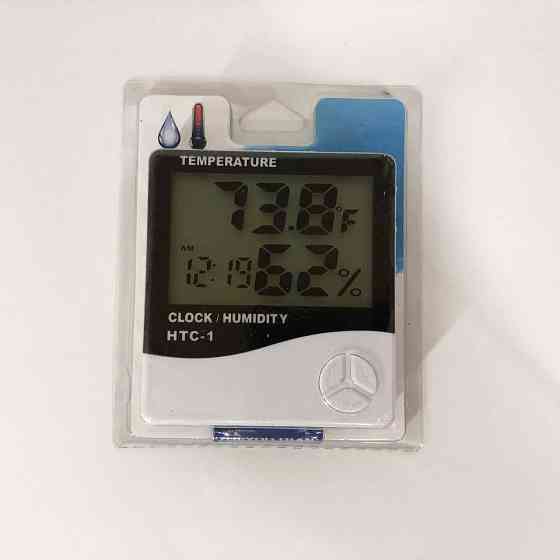 TEMPERATURE
73.8°F
AM
12:19 62%
CLOCK / HUMIDITY
HTC-1